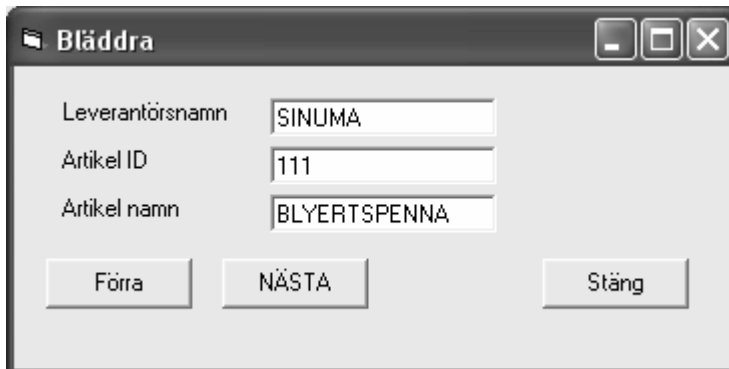 Bläddra
Leverantörsnamn SINUMA
Artikel ID 111
Artikel namn BLYERTSPENNA
Förra NÄSTA Stäng